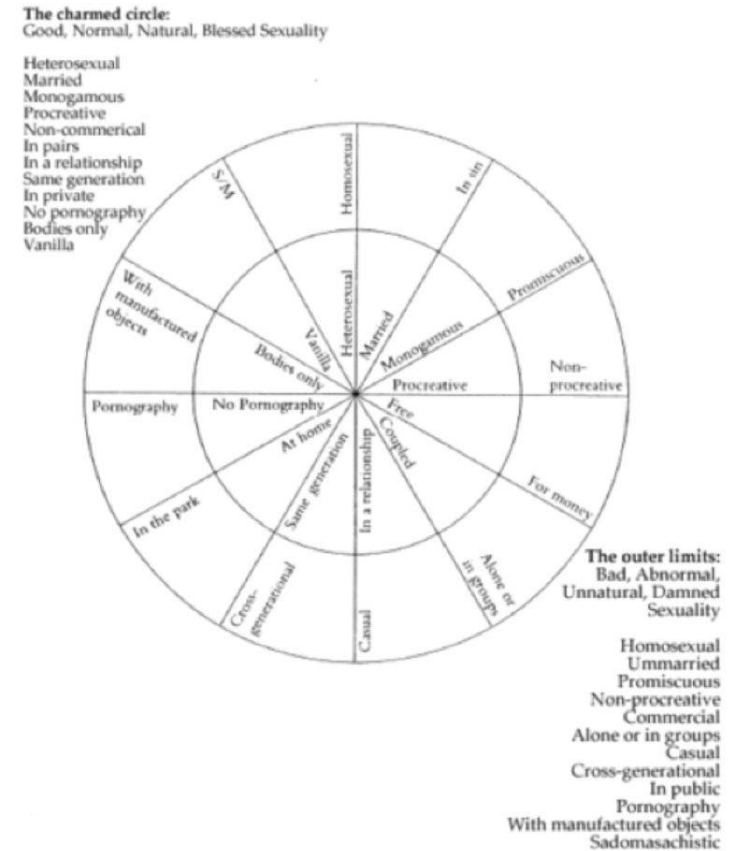 The charmed circle:
Good, Normal, Natural, Blessed Sexuality
Heterosexual
Married
Monogamous
Procreative
Non-commerical
In pairs
In a relationship
Same generation
In private
No pornography
Bodies only
Vanilla
S/M
Homosexual
In sin
Promiscuous
With
manufactured
objects
Vanilla
Heterosexual
Married
Monogamous
Bodies only
Procreative
Non-
procreative
Pornography
No Pornography
Free
At home
Coupled
Same generation
In a relationship
In the park
For money
Cross-
generational
Casual
Alone or
in groups
The outer limits:
Bad, Abnormal,
Unnatural, Damned
Sexuality
Homosexual
Ummarried
Promiscuous
Non-procreative
Commercial
Alone or in groups
Casual
Cross-generational
In public
Pornography
With manufactured objects
Sadomasachistic